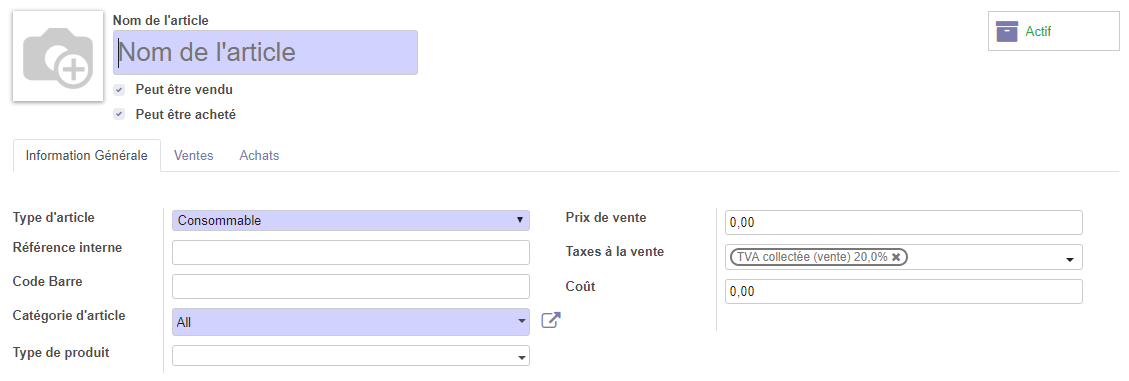 Nom de l'article
Nom de l'article
Actif
Peut être vendu
Peut être acheté
Information Générale Ventes Achats
Type d'article Consommable
Référence interne
Code Barre
Catégorie d'article All
Type de produit
Prix de vente 0,00
Taxes à la vente TVA collectée (vente) 20,0%
Coût 0,00